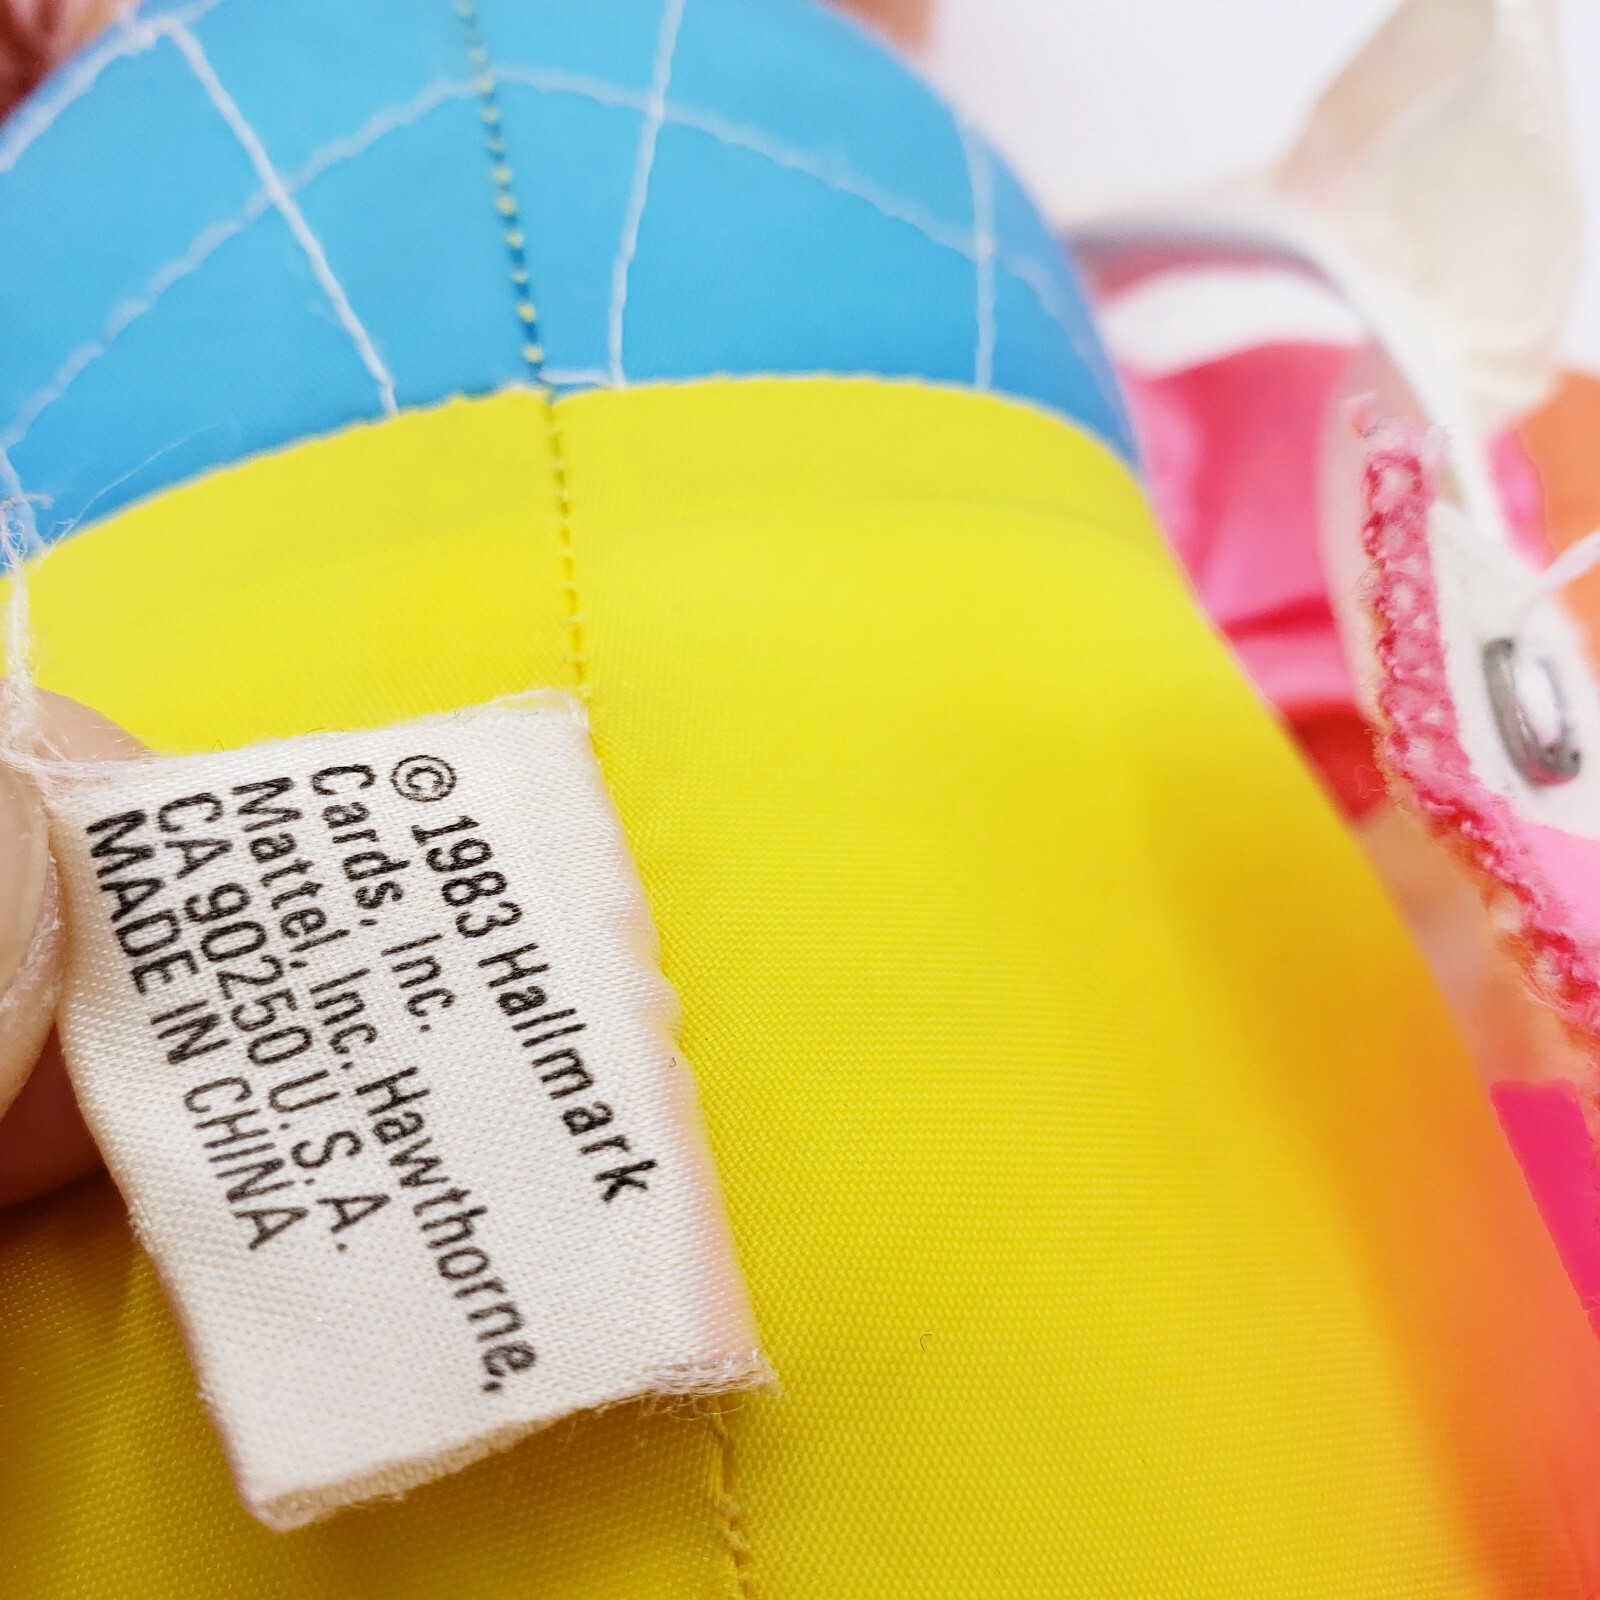 © 1983 Hallmark
Cards, Inc.
Mattel, Inc. Hawthorne,
CA 90250 U.S.A.
MADE IN CHINA